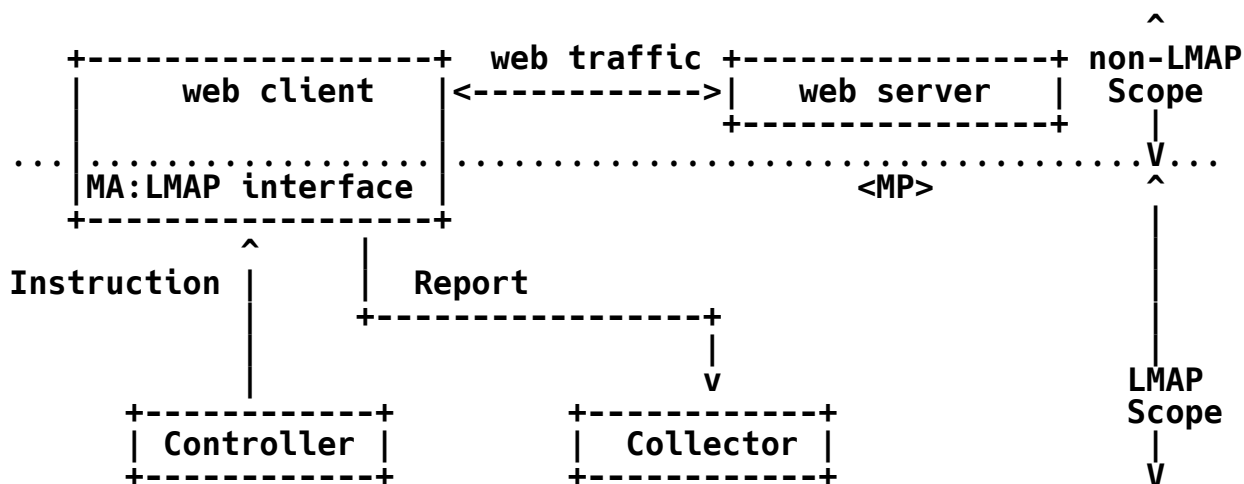 ^
+------------------+ web traffic +----------------+ non-LMAP
| web client |<------------>| web server | Scope
| | +----------------+ |
...|..................|....................................V...
|MA:LMAP interface | <MP> ^
+------------------+ |
^ | |
Instruction | | Report |
| +-----------------+ |
| | |
| v LMAP
+------------+ +------------+ Scope
| Controller | | Collector | |
+------------+ +------------+ V